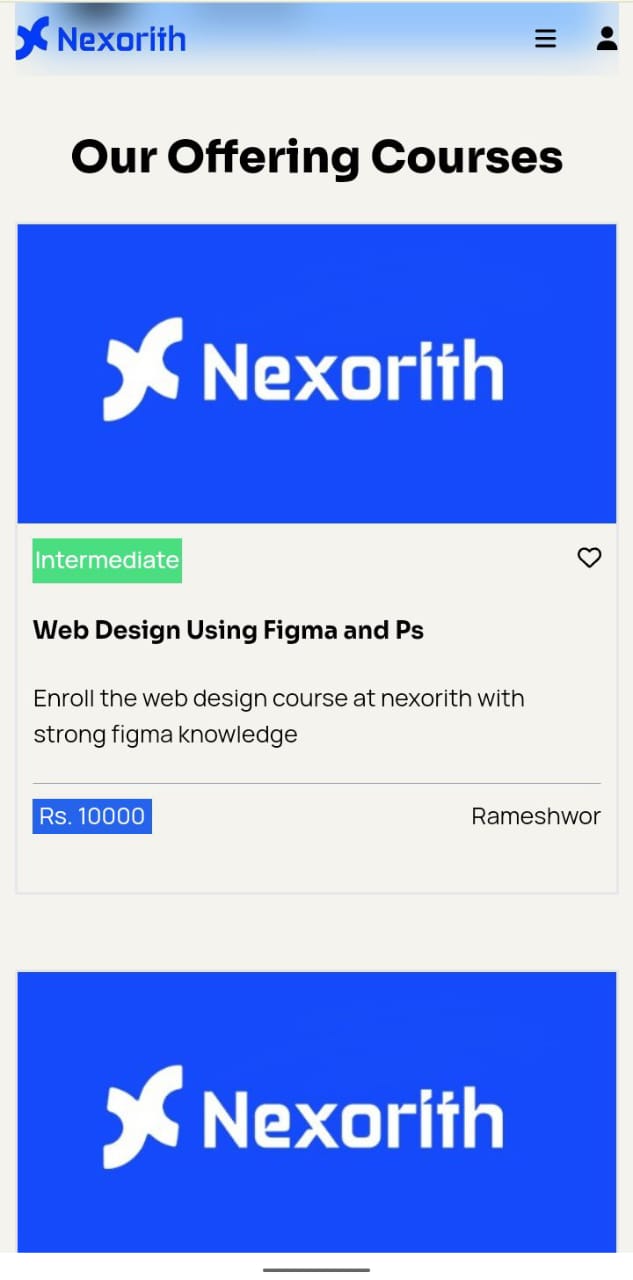 Nexorith
Our Offering Courses
Nexorith
Intermediate
Web Design Using Figma and Ps
Enroll the web design course at nexorith with
strong figma knowledge
Rs. 10000
Rameshwor
Nexorith